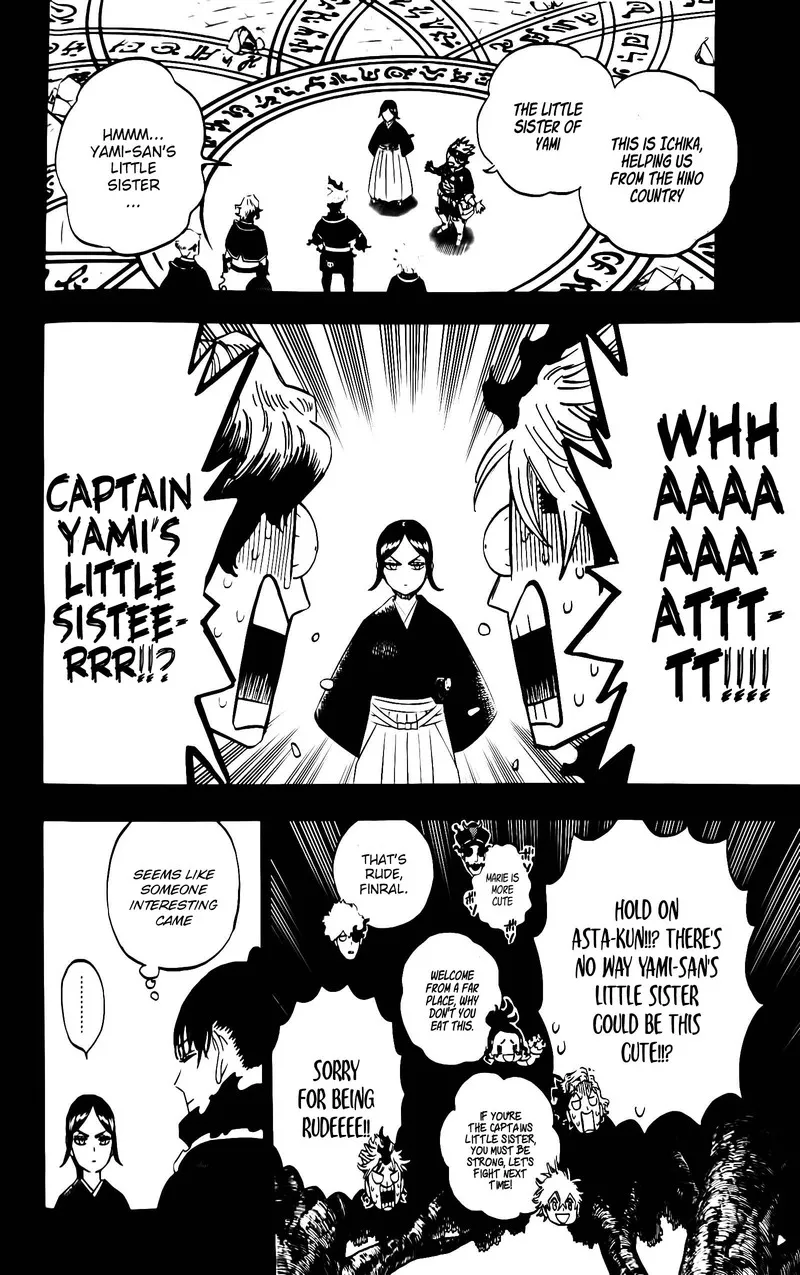 THIS IS ICHIKA,
HELPING US
FROM THE HINO
COUNTRY
THE LITTLE
SISTER OF
YAMI
HMMM...
YAMI-SAN'S
LITTLE
SISTER
...
WHH
AAAA
AAA-
ATTT-
TT!!!!
CAPTAIN
YAMI'S
LITTLE
SISTEE-
RRR!!?
HOLD ON
ASTA-KUN!!? THERE'S
NO WAY YAMI-SAN'S
LITTLE SISTER
COULD BE THIS
CUTE!!?
MARIE IS
MORE
CUTE
THAT'S
RUDE,
FINRAL.
WELCOME
FROM A FAR
PLACE, WHY
DON'T YOU
EAT THIS.
IF YOU'RE
THE CAPTAWS
LITTLE SISTER,
YOU MUST BE
STRONG, LET'S
FIGHT NEXT
TIME!
SORRY
FOR BEING
RUDEEEE!!
SEEMS LIKE
SOMEONE
INTERESTING
CAME
..........